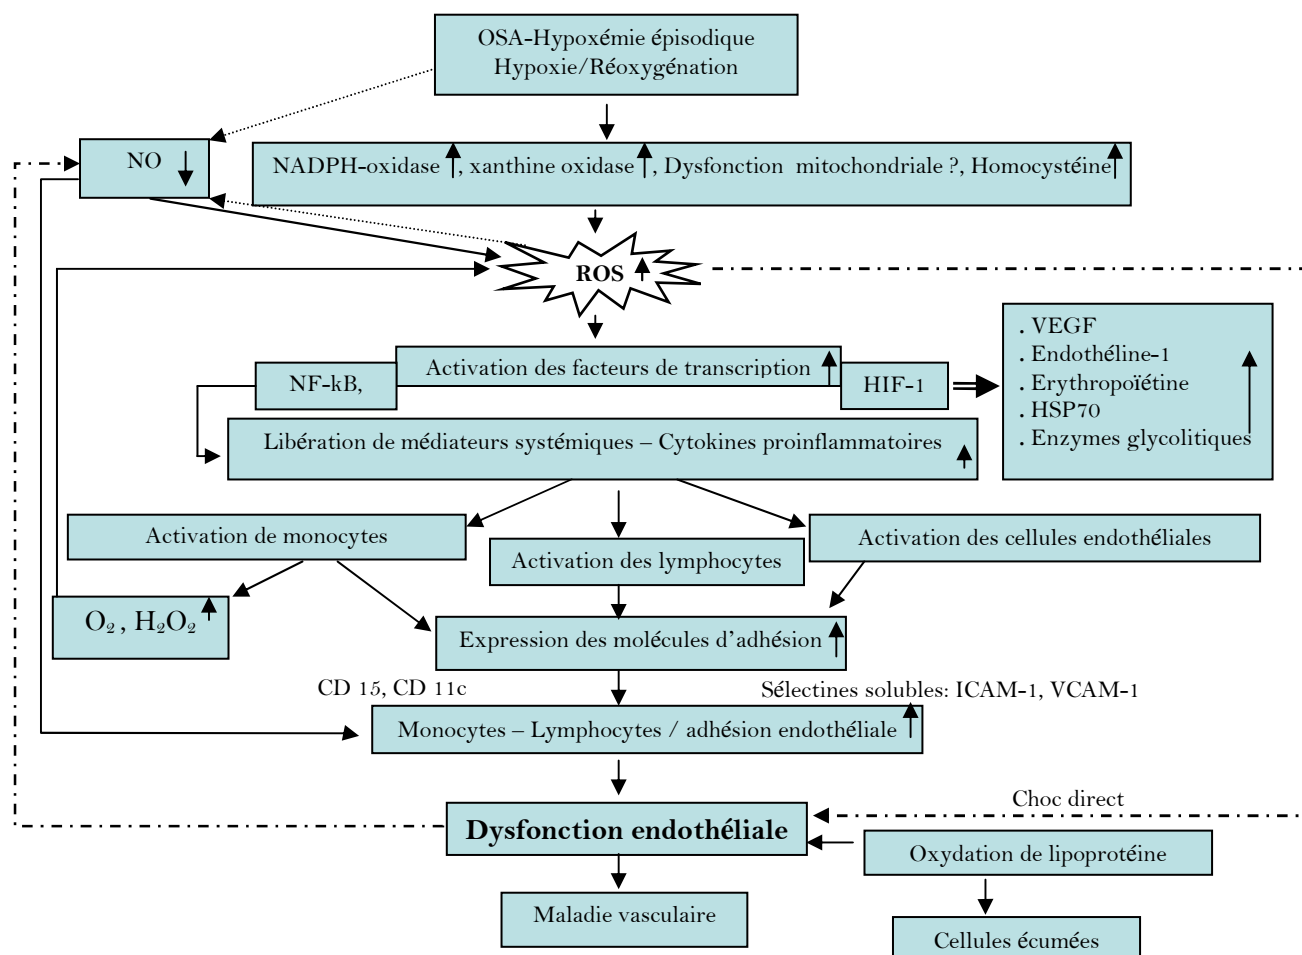 OSA-Hypoxémie épisodique
Hypoxie/Réoxygénation
NO
NADPH-oxidase , xanthine oxidase , Dysfonction mitochondriale ?, Homocystéine
ROS
. VEGF
. Endothéline-1
. Erythropoïétine
. HSP70
. Enzymes glycolitiques
Activation des facteurs de transcription
NF-kB,
HIF-1
Libération de médiateurs systémiques – Cytokines proinflammatoires
Activation de monocytes
Activation des lymphocytes
Activation des cellules endothéliales
O₂ , H₂O₂
Expression des molécules d’adhésion
CD 15, CD 11c
Sélectines solubles: ICAM-1, VCAM-1
Monocytes – Lymphocytes / adhésion endothéliale
Choc direct
Dysfonction endothéliale
Oxydation de lipoprotéine
Maladie vasculaire
Cellules écumées